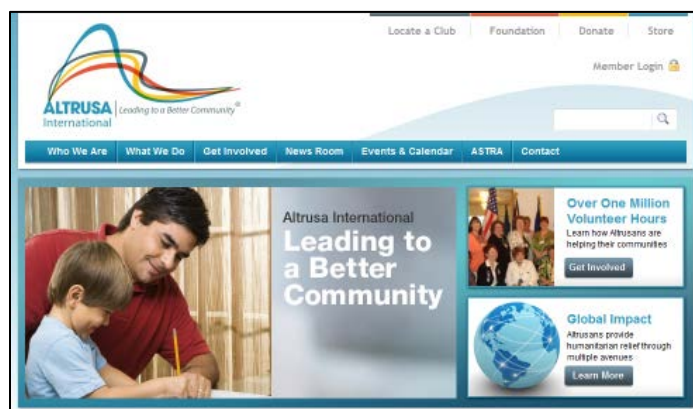 Locate a Club Foundation Donate Store
Member Login
ALTRUSA Leading to a Better Community®
International
Who We Are What We Do Get Involved News Room Events & Calendar ASTRA Contact
Altrusa International
Leading to
a Better
Community
Over One Million
Volunteer Hours
Learn how Altrusans are
helping their communities
Get Involved
Global Impact
Altrusans provide
humanitarian relief through
multiple avenues
Learn More